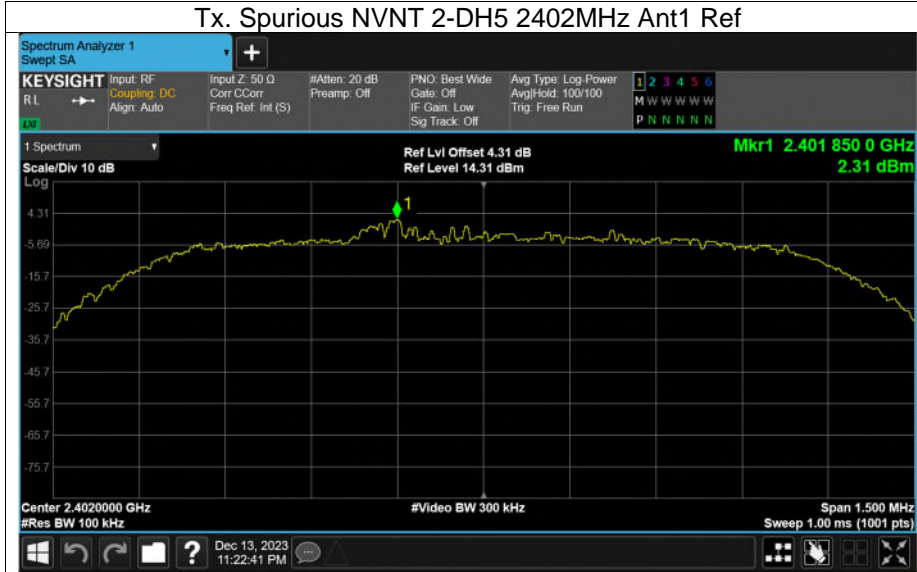 Tx. Spurious NVNT 2-DH5 2402MHz Ant1 Ref
Spectrum Analyzer 1
Swept SA
+
KEYSIGHT
RL
LXI
Input: RF
Coupling: DC
Align: Auto
Input Z: 50 Ω
Corr CCorr
Freq Ref: Int (S)
#Atten: 20 dB
Preamp: Off
PNO: Best Wide
Gate: Off
IF Gain: Low
Sig Track: Off
Avg Type: Log-Power
Avg|Hold: 100/100
Trig: Free Run
1 2 3 4 5 6
M W W W W W W
P N N N N N
1 Spectrum
Scale/Div 10 dB
Log
Ref Lvl Offset 4.31 dB
Ref Level 14.31 dBm
Mkr1 2.401 850 0 GHz
2.31 dBm
1
4.31
-5.69
-15.7
-25.7
-35.7
-45.7
-55.7
-65.7
-75.7
Center 2.4020000 GHz
#Res BW 100 kHz
#Video BW 300 kHz
Span 1.500 MHz
Sweep 1.00 ms (1001 pts)
?
Dec 13, 2023
11:22:41 PM